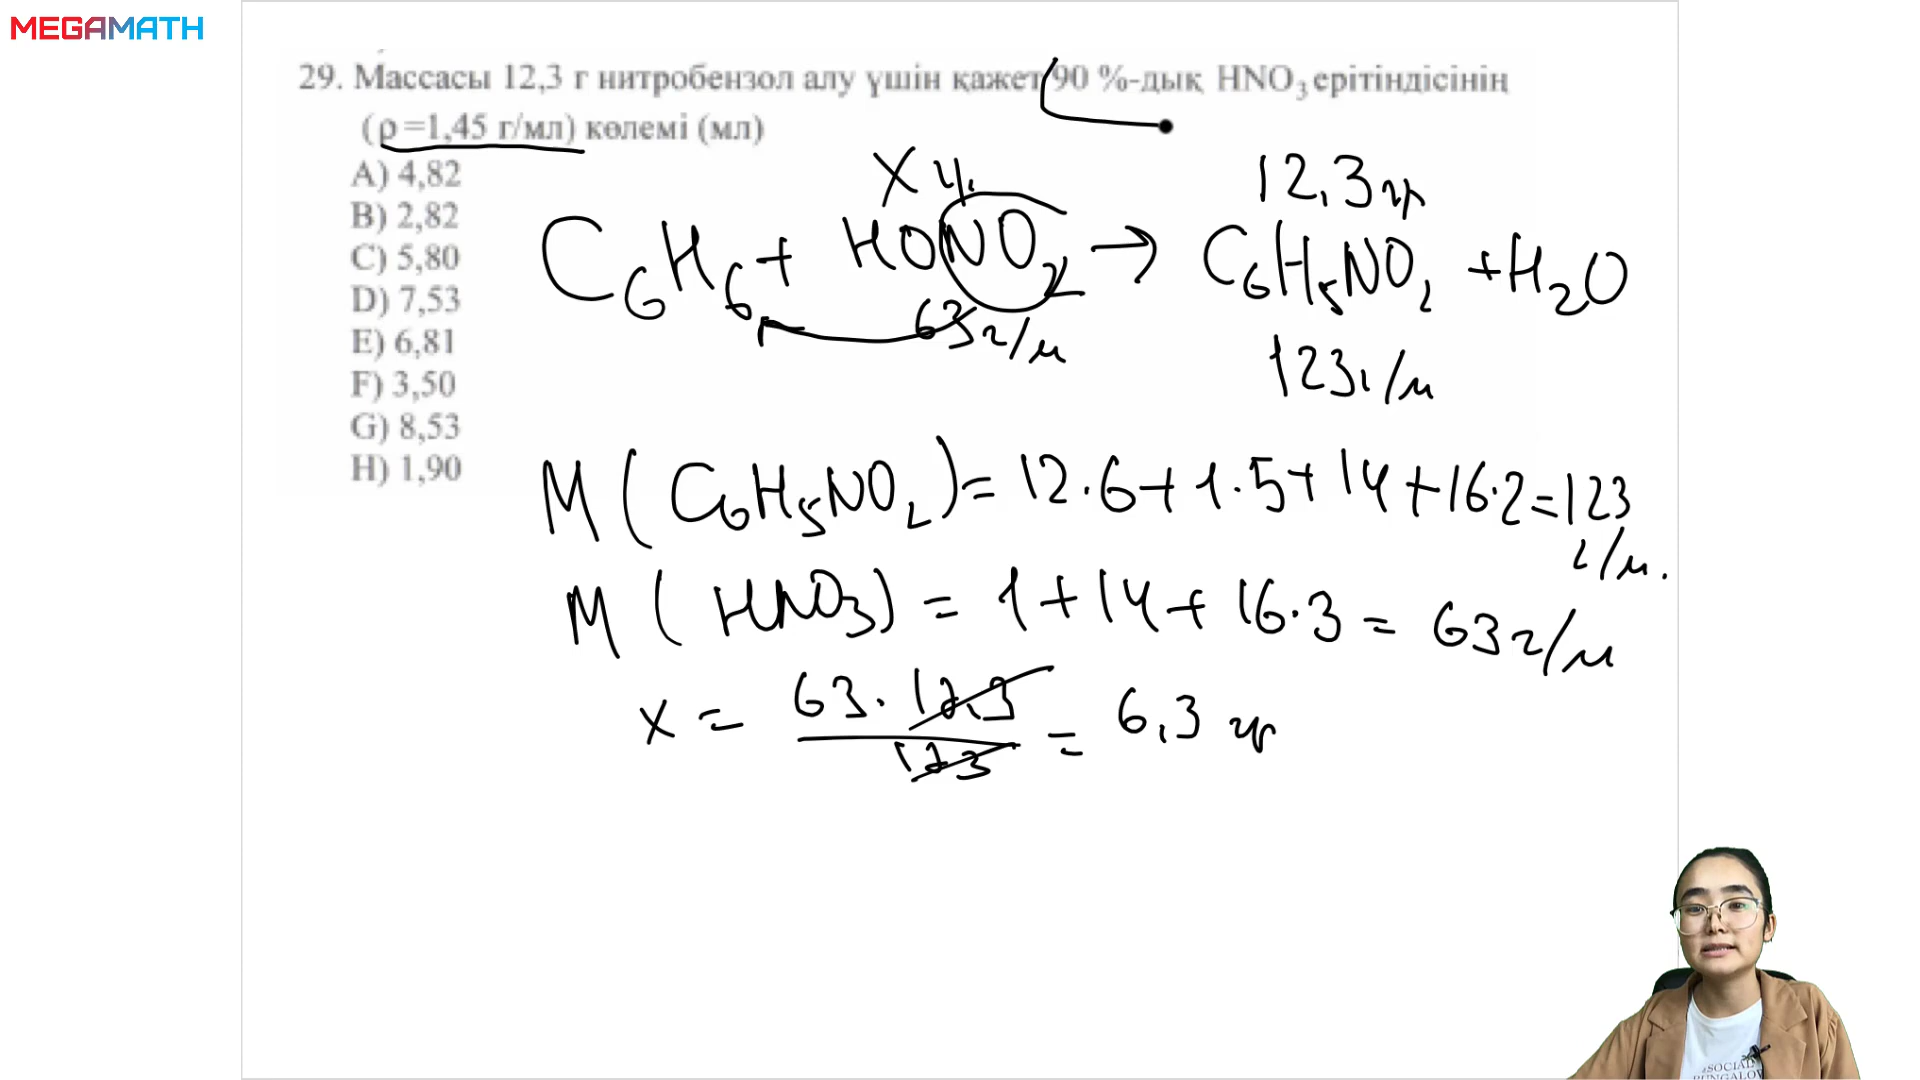 MEGAMATH
29. Массасы 12,3 г нитробензол алу үшін қажет 90 %-дық HNO₃ ерітіндісінің
(ρ=1,45 г/мл) көлемі (мл)
A) 4,82
B) 2,82
C) 5,80
D) 7,53
E) 6,81
F) 3,50
G) 8,53
H) 1,90
12,3 гр
C₆H₆ + HONO₂ → C₆H₅NO₂ + H₂O
63 г/м
123 г/м
M(C₆H₅NO₂) = 12·6+1·5+14+16·2=123
г/м.
M(HNO₃) = 1+14+16·3 = 63 г/м
x = 63·12,3 / 123 = 6,3 гр